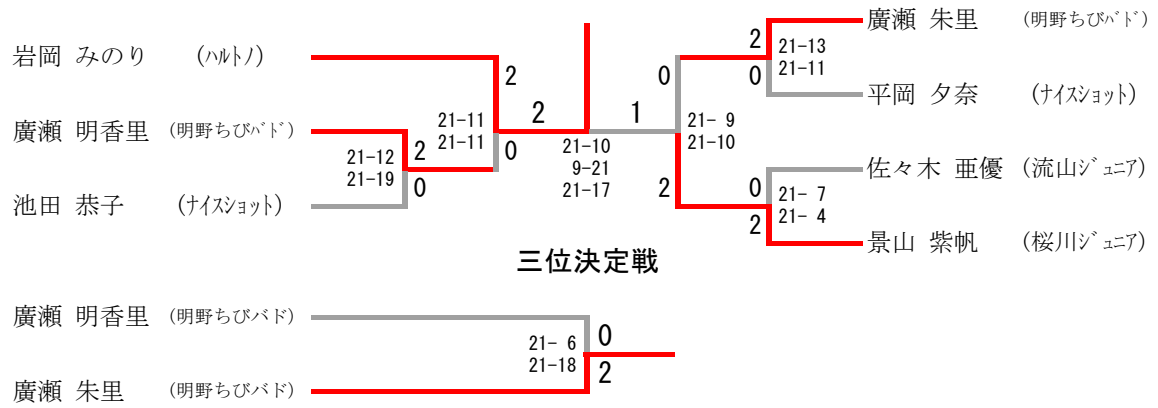 岩岡 みのり (ﾊﾙﾄﾉ)
廣瀬 明香里 (明野ちびﾊﾞﾄﾞ)
池田 恭子 (ﾅｲｽｼｮｯﾄ)
21-12
21-19
2
0
21-11
21-11
2
0
2
1
21-10
9-21
21-17
0
2
21- 9
21-10
2
0
21-13
21-11
0
2
21- 7
21- 4
廣瀬 朱里 (明野ちびﾊﾞﾄﾞ)
平岡 夕奈 (ﾅｲｽｼｮｯﾄ)
佐々木 亜優 (流山ｼﾞｭﾆｱ)
景山 紫帆 (桜川ｼﾞｭﾆｱ)
三位決定戦
廣瀬 明香里 (明野ちびバド)
廣瀬 朱里 (明野ちびバド)
21- 6
21-18
0
2